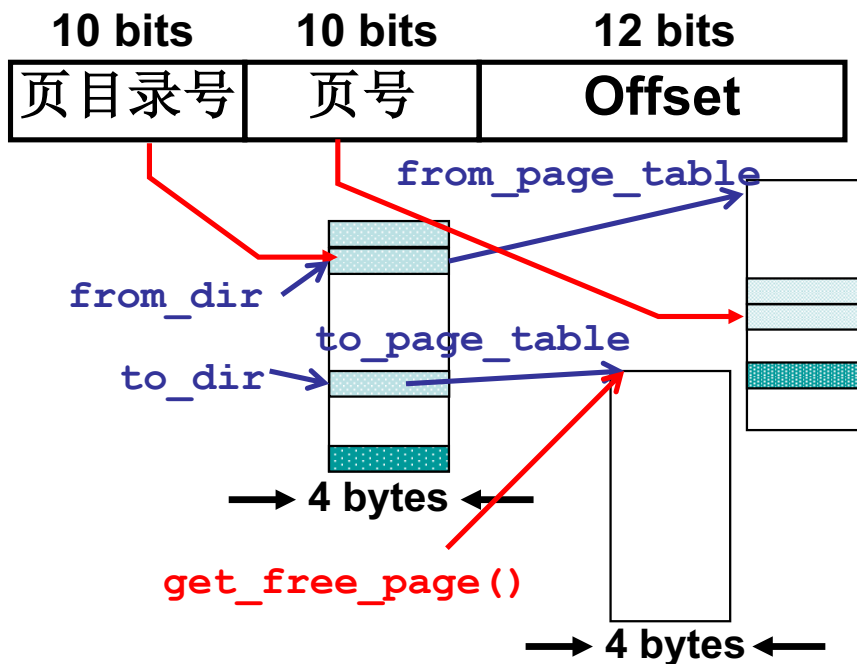 10 bits 10 bits 12 bits
页目录号 页号 Offset
from_page_table
from_dir
to_page_table
to_dir
4 bytes
get_free_page()
4 bytes